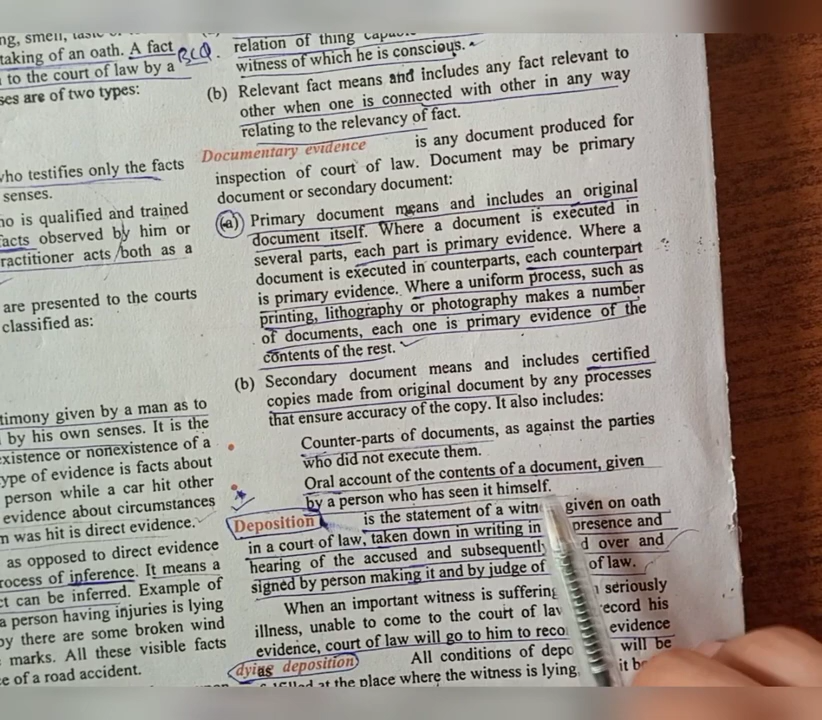 taking of an oath. A fact
to the court of law by a
ses are of two types:
who testifies only the facts
senses.
no is qualified and trained
facts observed by him or
ractitioner acts both as a
are presented to the courts
classified as:
timony given by a man as to
by his own senses. It is the
existence or nonexistence of a
ype of evidence is facts about
person while a car hit other
evidence about circumstances
n was hit is direct evidence.
as opposed to direct evidence
rocess of inference. It means a
ct can be inferred. Example of
a person having injuries is lying
by there are some broken wind
marks. All these visible facts
e of a road accident.
BCQ.
relation of thing
witness of which he is conscious.
(b) Relevant fact means and includes any fact relevant to
other when one is connected with other in any way
relating to the relevancy of fact.
Documentary evidence is any document produced for
inspection of court of law. Document may be primary
document or secondary document:
(a) Primary document means and includes an original
document itself. Where a document is executed in
several parts, each part is primary evidence. Where a
document is executed in counterparts, each counterpart
is primary evidence. Where a uniform process, such as
printing, lithography or photography makes a number
of documents, each one is primary evidence of the
contents of the rest.
(b) Secondary document means and includes certified
copies made from original document by any processes
that ensure accuracy of the copy. It also includes:
Counter-parts of documents, as against the parties
who did not execute them.
Oral account of the contents of a document, given
by a person who has seen it himself.
Deposition is the statement of a given on oath
in a court of law, taken down in writing in presence and
hearing of the accused and subsequently over and
signed by person making it and by judge of of law.
When an important witness is suffering seriously
illness, unable to come to the court of record his
evidence, court of law will go to him to evidence
dying deposition All conditions of will be
as
at the place where the witness is lying. it